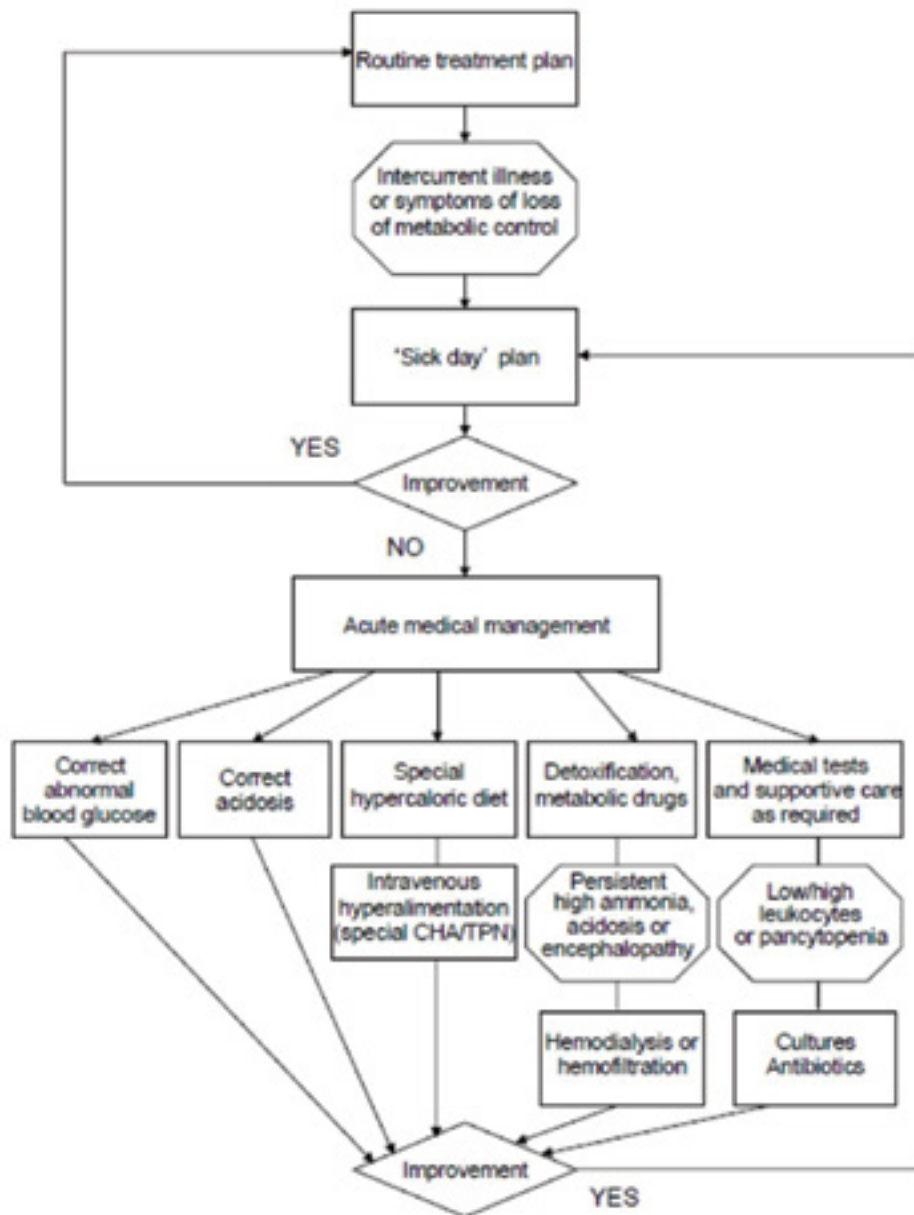 Routine treatment plan
Intercurrent illness
or symptoms of loss
of metabolic control
"Sick day" plan
YES
Improvement
NO
Acute medical management
Correct
abnormal
blood glucose
Correct
acidosis
Special
hypercaloric diet
Detoxification,
metabolic drugs
Medical tests
and supportive care
as required
Intravenous
hyperalimentation
(special CHA/TPN)
Persistent
high ammonia,
acidosis or
encephalopathy
Low/high
leukocytes
or pancytopenia
Hemodialysis or
hemofiltration
Cultures
Antibiotics
Improvement
YES